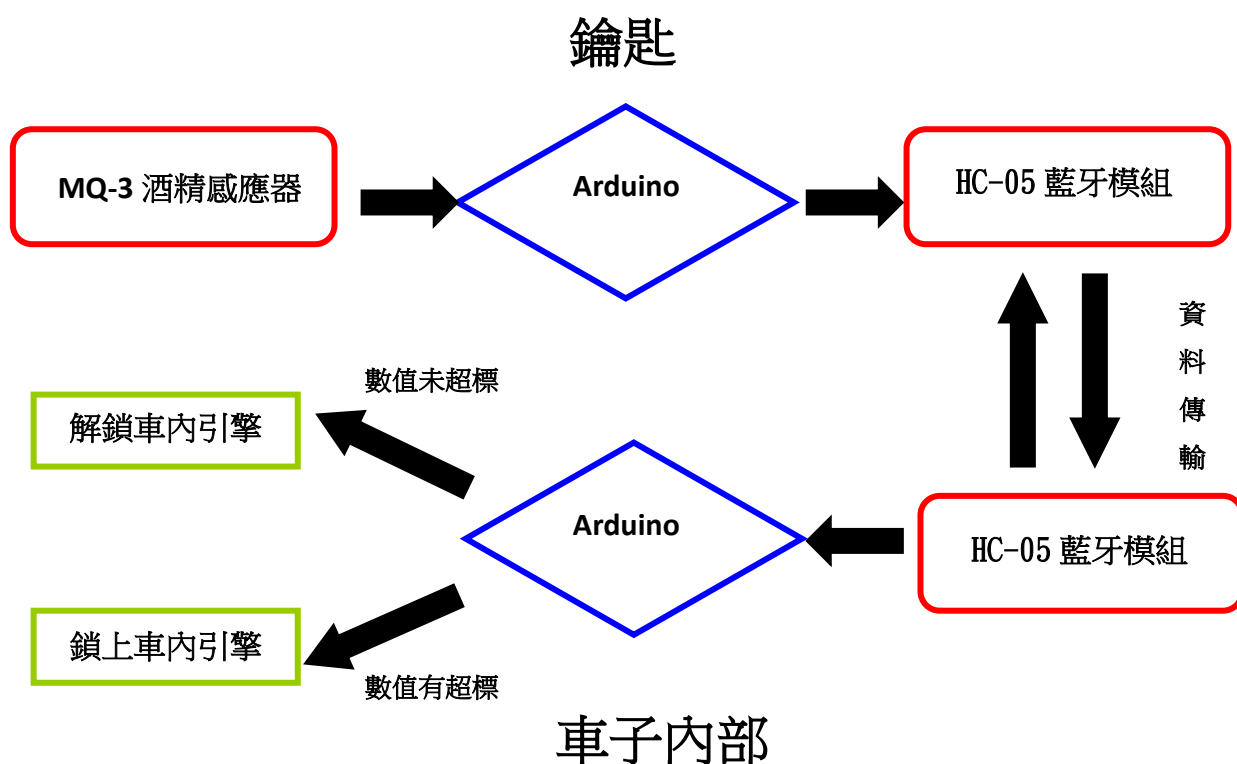 鑰匙
MQ-3 酒精感應器
Arduino
HC-05 藍牙模組
資
料
傳
輸
數值未超標
解鎖車內引擎
Arduino
HC-05 藍牙模組
鎖上車內引擎
數值有超標
車子內部